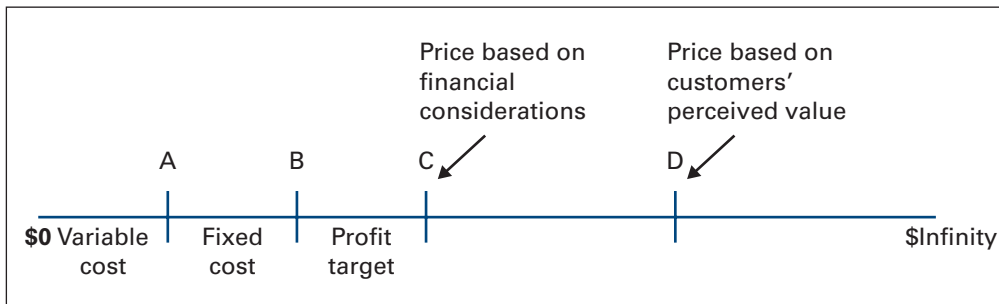 Price based on
financial
considerations
Price based on
customers'
perceived value
A
B
C
D
$0 Variable
cost
Fixed
cost
Profit
target
$Infinity